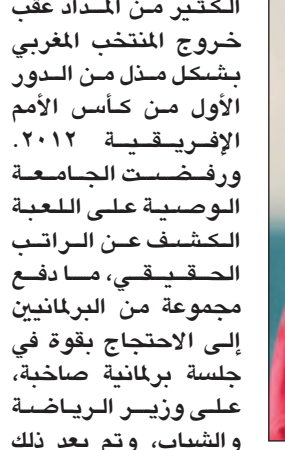 الكثير من المداد عقب
خروج المنتخب المغربي
بشكل مذل من الدور
الأول من كأس الأمم
الإفريقية ٢٠١٢.
ورفضت الجامعة
الوصية على اللعبة
الكشف عن الراتب
الحقيقي، ما دفع
مجموعة من البرلمانيين
إلى الاحتجاج بقوة في
جلسة برلمانية صاخبة،
على وزير الرياضة
والشباب، وتم بعد ذلك